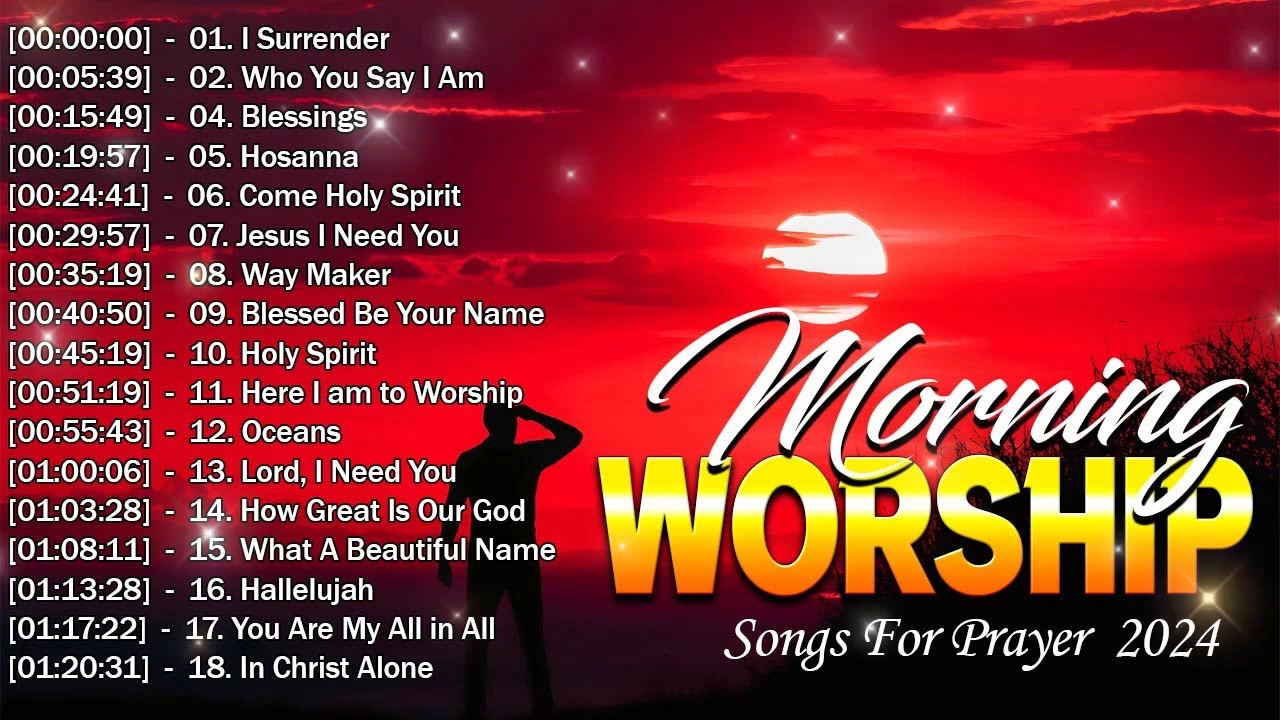 [00:00:00] - 01. I Surrender
[00:05:39] - 02. Who You Say I Am
[00:15:49] - 04. Blessings
[00:19:57] - 05. Hosanna
[00:24:41] - 06. Come Holy Spirit
[00:29:57] - 07. Jesus I Need You
[00:35:19] - 08. Way Maker
[00:40:50] - 09. Blessed Be Your Name
[00:45:19] - 10. Holy Spirit
[00:51:19] - 11. Here I am to Worship
[00:55:43] - 12. Oceans
[01:00:06] - 13. Lord, I Need You
[01:03:28] - 14. How Great Is Our God
[01:08:11] - 15. What A Beautiful Name
[01:13:28] - 16. Hallelujah
[01:17:22] - 17. You Are My All in All
[01:20:31] - 18. In Christ Alone
Morning
WORSHIP
Songs For Prayer 2024